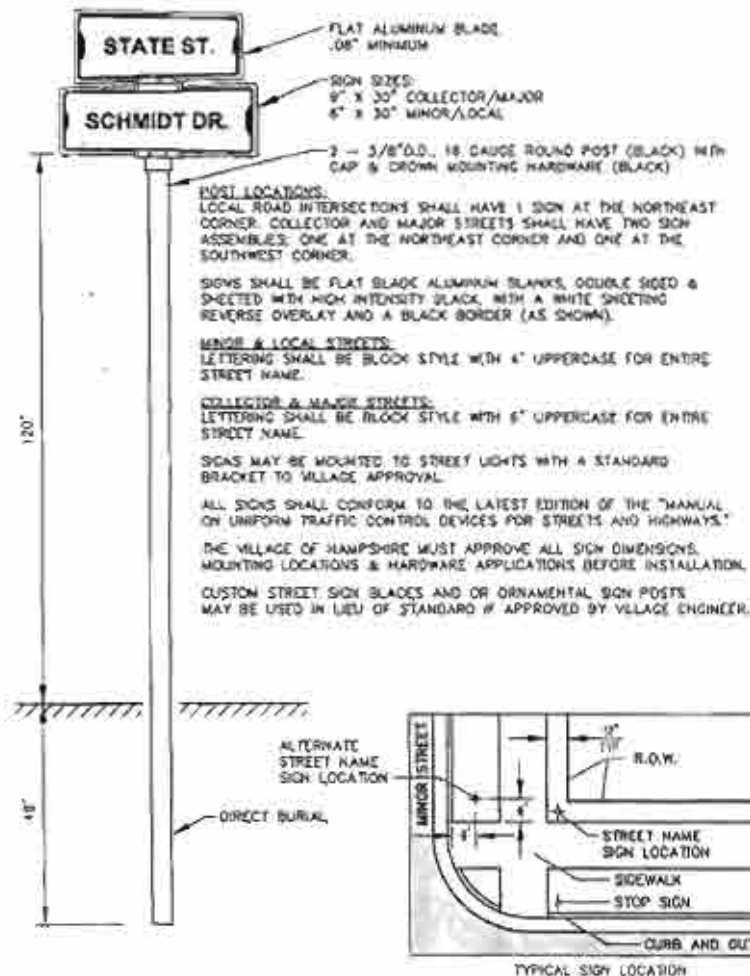 STATE ST.
SCHMIDT DR.
FLAT ALUMINUM BLADE
.08" MINIMUM
SIGN SIZES:
9" X 30" COLLECTOR/MAJOR
6" X 30" MINOR/LOCAL
2 - 3/8"O.D., 18 GAUGE ROUND POST (BLACK) WITH
CAP & CROWN MOUNTING HARDWARE (BLACK)
POST LOCATIONS:
LOCAL ROAD INTERSECTIONS SHALL HAVE 1 SIGN AT THE NORTHEAST
CORNER. COLLECTOR AND MAJOR STREETS SHALL HAVE TWO SIGN
ASSEMBLIES; ONE AT THE NORTHEAST CORNER AND ONE AT THE
SOUTHWEST CORNER.
SIGNS SHALL BE FLAT BLADE ALUMINUM BLANKS, DOUBLE SIDED &
SHEETED WITH HIGH INTENSITY BLACK, WITH A WHITE SHEETING
REVERSE OVERLAY AND A BLACK BORDER (AS SHOWN).
MINOR & LOCAL STREETS:
LETTERING SHALL BE BLOCK STYLE WITH 4" UPPERCASE FOR ENTIRE
STREET NAME.
COLLECTOR & MAJOR STREETS:
LETTERING SHALL BE BLOCK STYLE WITH 6" UPPERCASE FOR ENTIRE
STREET NAME.
SIGNS MAY BE MOUNTED TO STREET LIGHTS WITH A STANDARD
BRACKET TO VILLAGE APPROVAL.
ALL SIGNS SHALL CONFORM TO THE LATEST EDITION OF THE "MANUAL
ON UNIFORM TRAFFIC CONTROL DEVICES FOR STREETS AND HIGHWAYS."
THE VILLAGE OF HAMPSHIRE MUST APPROVE ALL SIGN DIMENSIONS,
MOUNTING LOCATIONS & HARDWARE APPLICATIONS BEFORE INSTALLATION.
CUSTOM STREET SIGN BLADES AND OR ORNAMENTAL SIGN POSTS
MAY BE USED IN LIEU OF STANDARD IF APPROVED BY VILLAGE ENGINEER.
120"
48"
DIRECT BURIAL
ALTERNATE
STREET NAME
SIGN LOCATION
MINOR STREET
R.O.W.
STREET NAME
SIGN LOCATION
SIDEWALK
STOP SIGN
CURB AND GUT
TYPICAL SIGN LOCATION